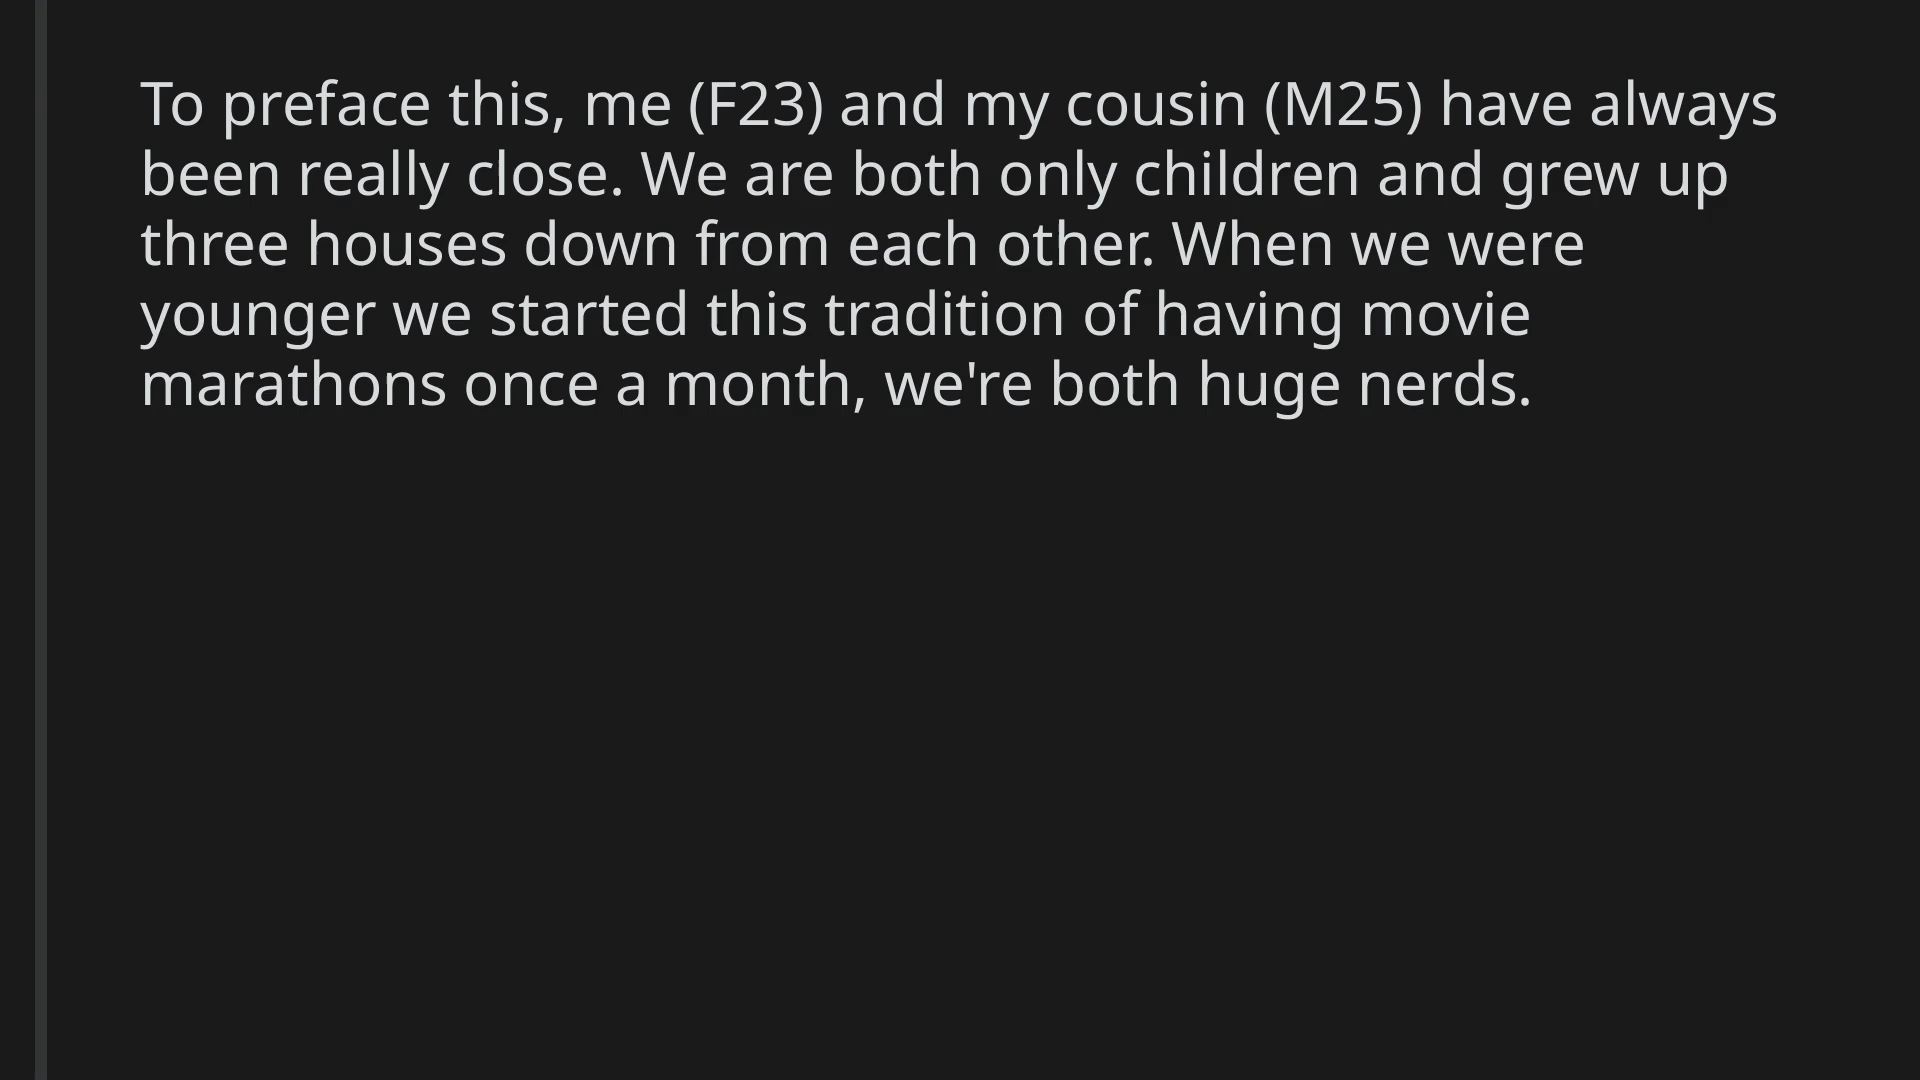 To preface this, me (F23) and my cousin (M25) have always
been really close. We are both only children and grew up
three houses down from each other. When we were
younger we started this tradition of having movie
marathons once a month, we're both huge nerds.